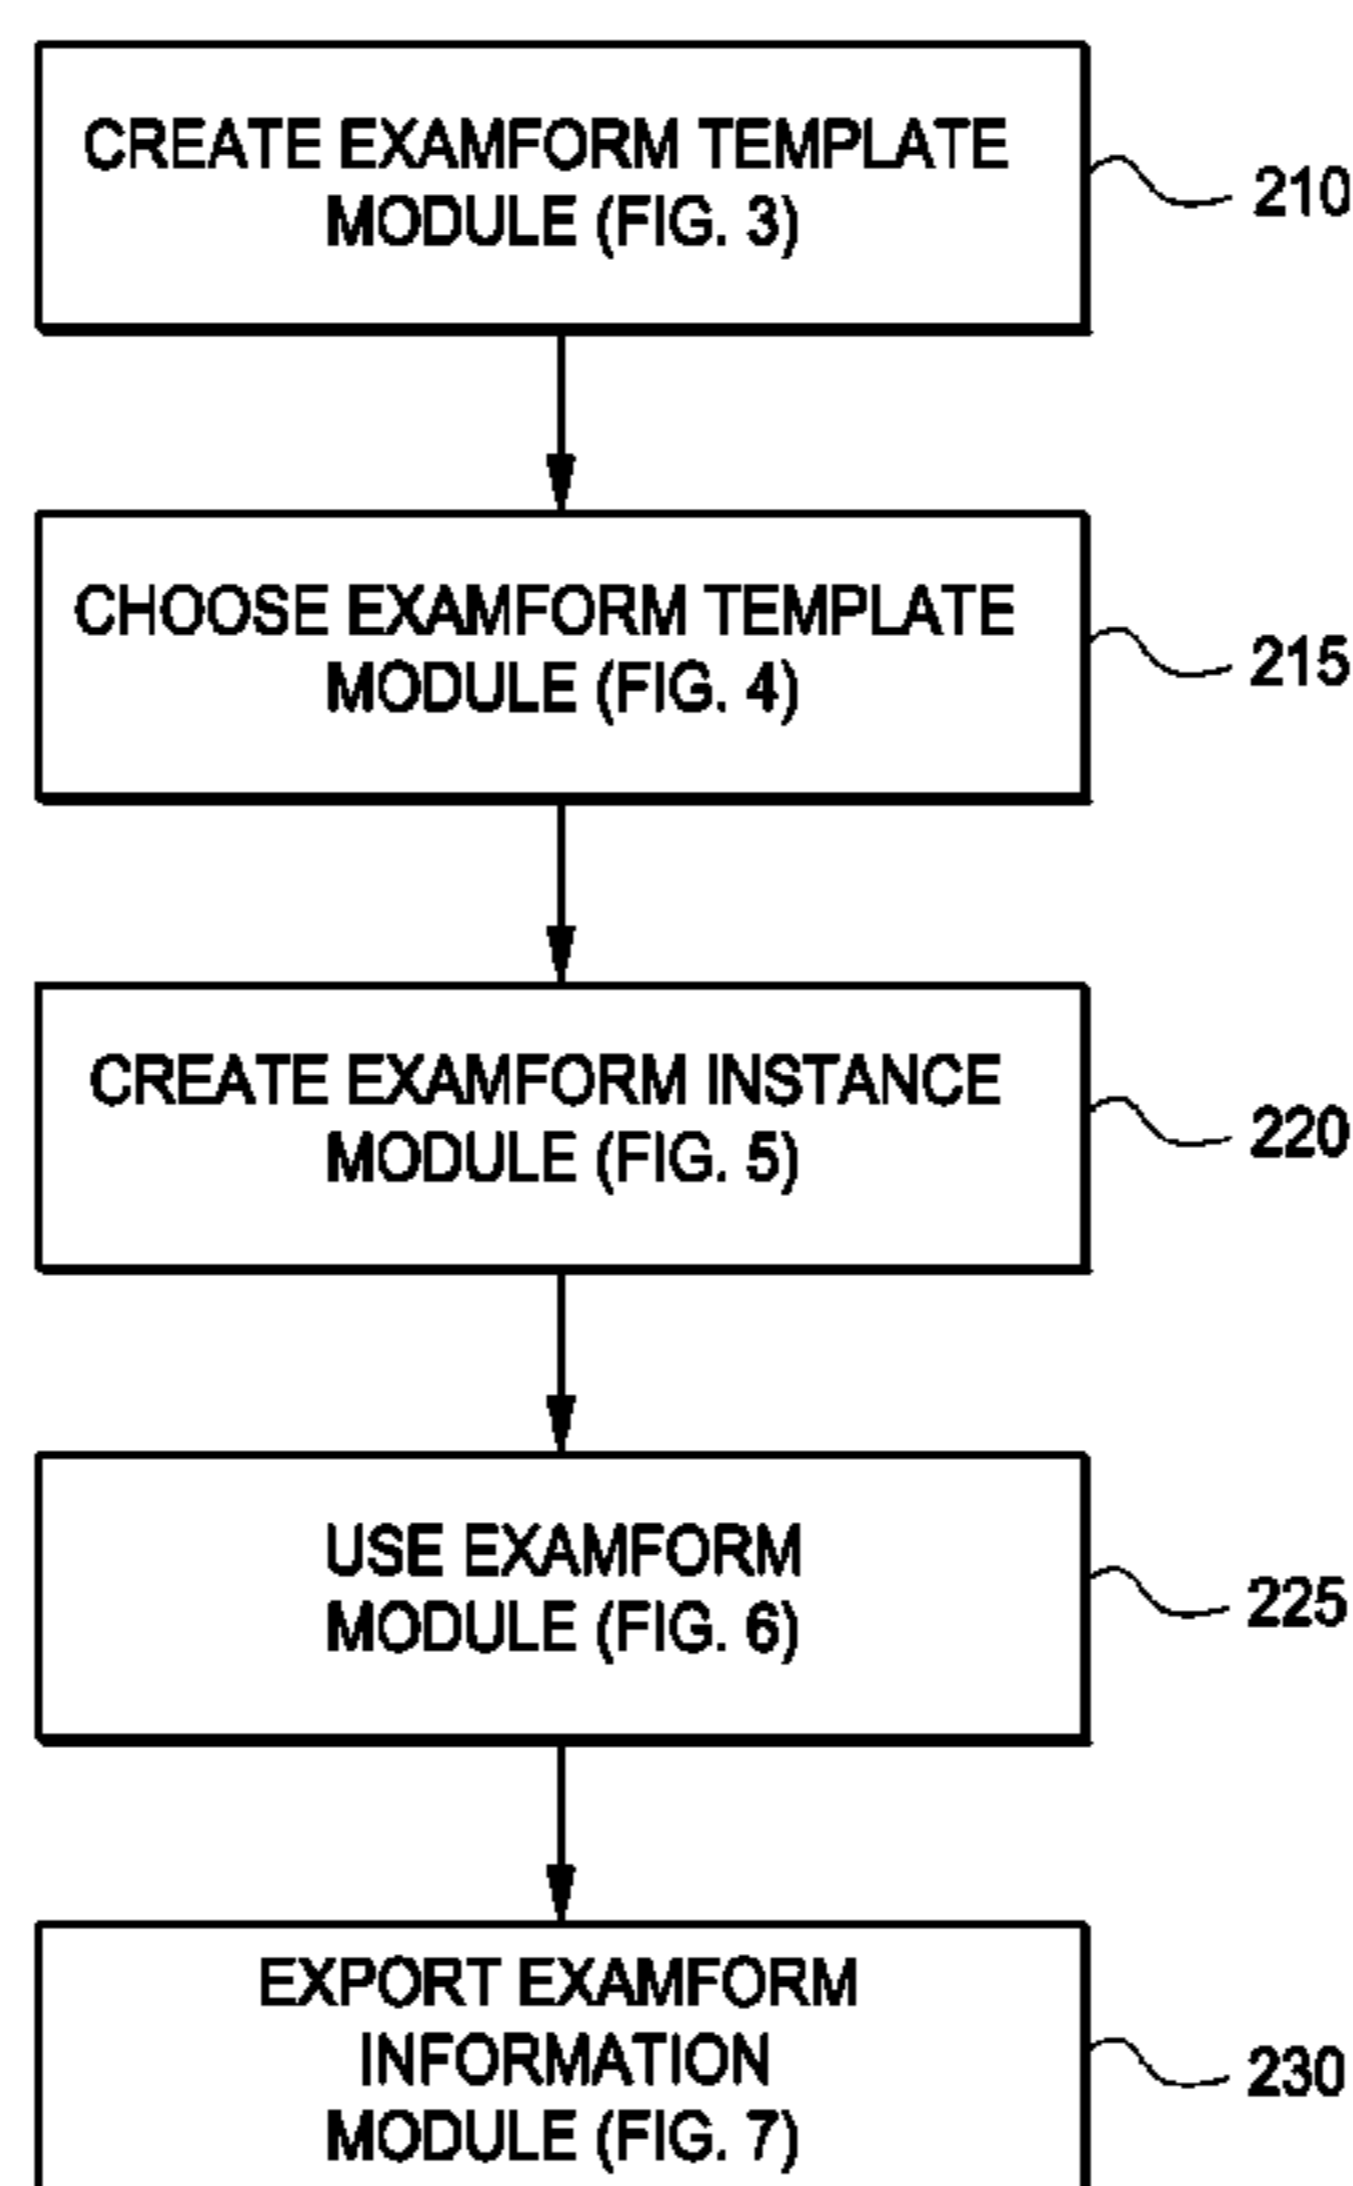 CREATE EXAMFORM TEMPLATE
MODULE (FIG. 3)
210
CHOOSE EXAMFORM TEMPLATE
MODULE (FIG. 4)
215
CREATE EXAMFORM INSTANCE
MODULE (FIG. 5)
220
USE EXAMFORM
MODULE (FIG. 6)
225
EXPORT EXAMFORM
INFORMATION
MODULE (FIG. 7)
230